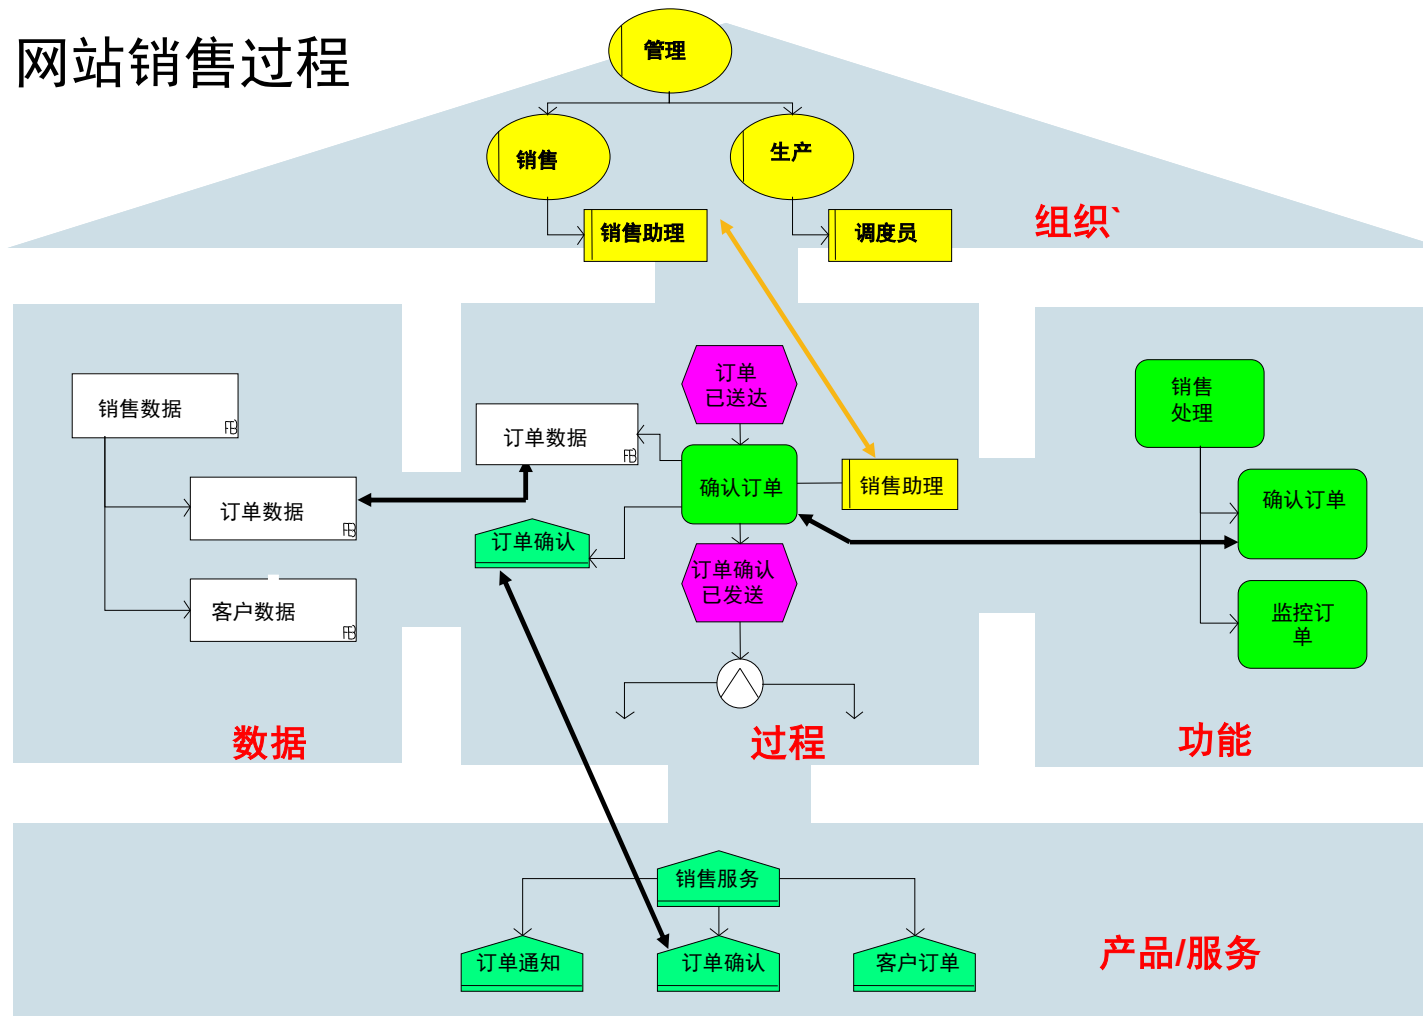 网站销售过程
管理
销售
生产
销售助理
调度员
组织`
销售数据
订单数据
客户数据
数据
订单
已送达
订单数据
确认订单
销售助理
订单确认
订单确认
已发送
过程
销售
处理
确认订单
监控订
单
功能
销售服务
订单通知
订单确认
客户订单
产品/服务